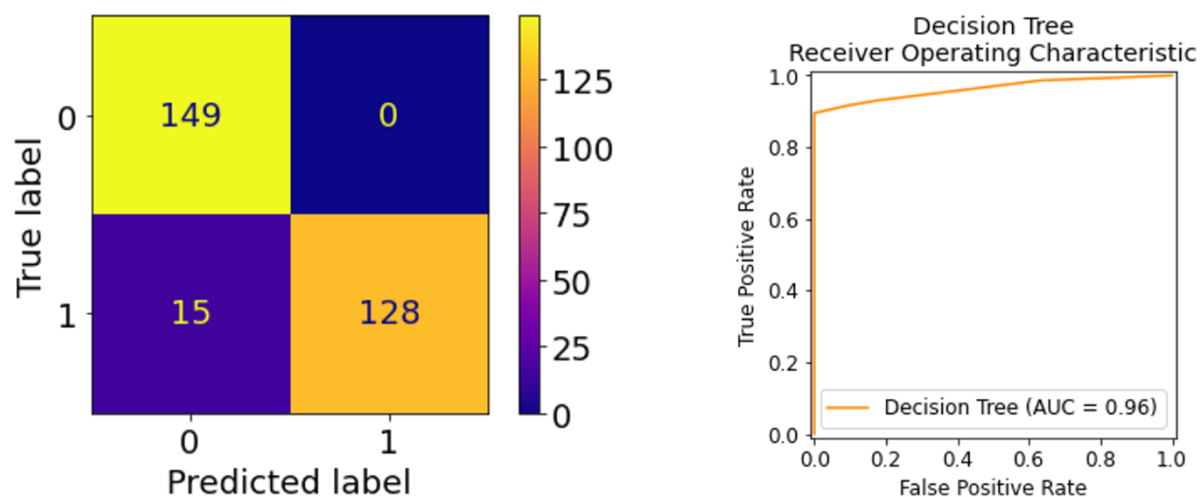 True label
0
1
149
0
15
128
0
1
Predicted label
125
100
75
50
25
0
Decision Tree
Receiver Operating Characteristic
True Positive Rate
1.0
0.8
0.6
0.4
0.2
0.0
Decision Tree (AUC = 0.96)
0.0 0.2 0.4 0.6 0.8 1.0
False Positive Rate